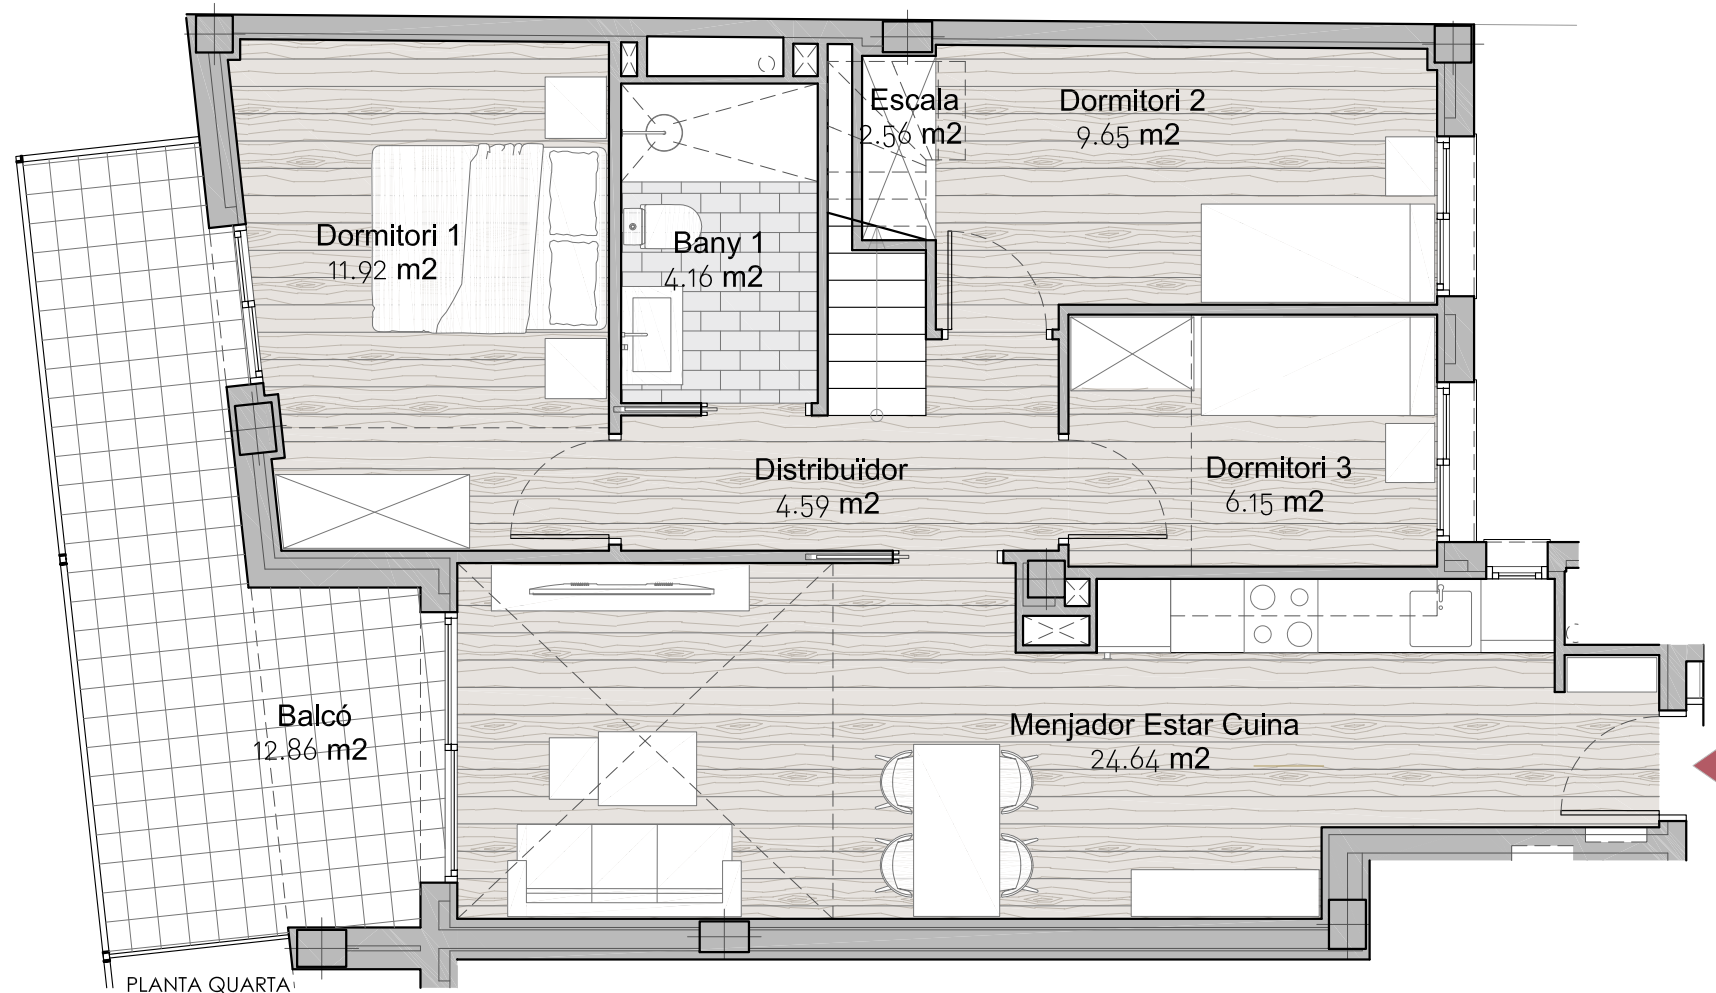 Escala
2.56 m2
Dormitori 2
9.65 m2
Dormitori 1
11.92 m2
Bany 1
4.16 m2
Distribuïdor
4.59 m2
Dormitori 3
6.15 m2
Balcó
12.86 m2
Menjador Estar Cuina
24.64 m2
PLANTA QUARTA